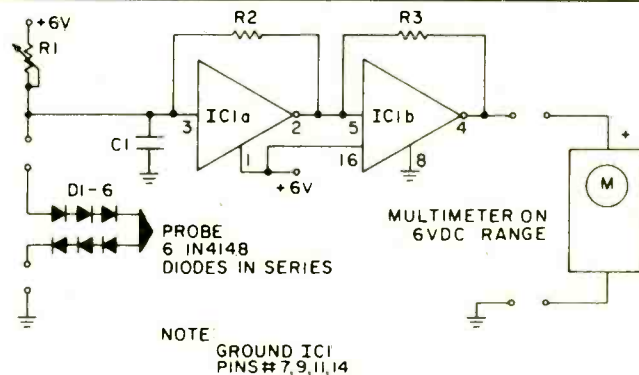 +6V
R1
R2
R3
IC1a
IC1b
3
2
5
4
1
16
8
C1
+6V
+
M
D1-6
PROBE
6 1N4148
DIODES IN SERIES
MULTIMETER ON
6VDC RANGE
NOTE
GROUND IC1
PINS#7,9,11,14